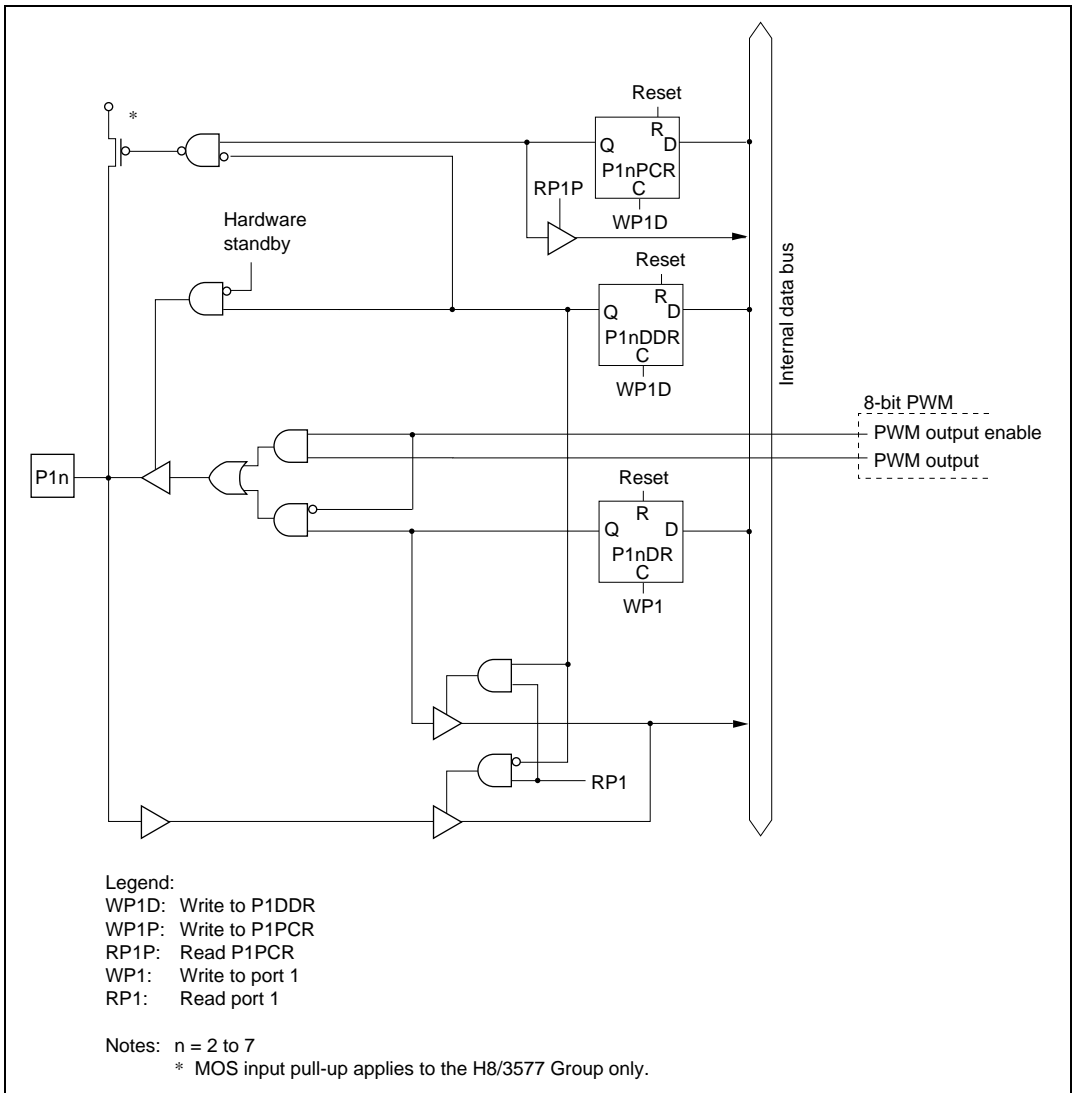 *
Reset
R
Q D
P1nPCR
C
RP1P
WP1D
Hardware
standby
Reset
R
Q D
P1nDDR
C
WP1D
Internal data bus
8-bit PWM
PWM output enable
PWM output
P1n
Reset
R
Q D
P1nDR
C
WP1
RP1
Legend:
WP1D: Write to P1DDR
WP1P: Write to P1PCR
RP1P: Read P1PCR
WP1: Write to port 1
RP1: Read port 1
Notes: n = 2 to 7
* MOS input pull-up applies to the H8/3577 Group only.